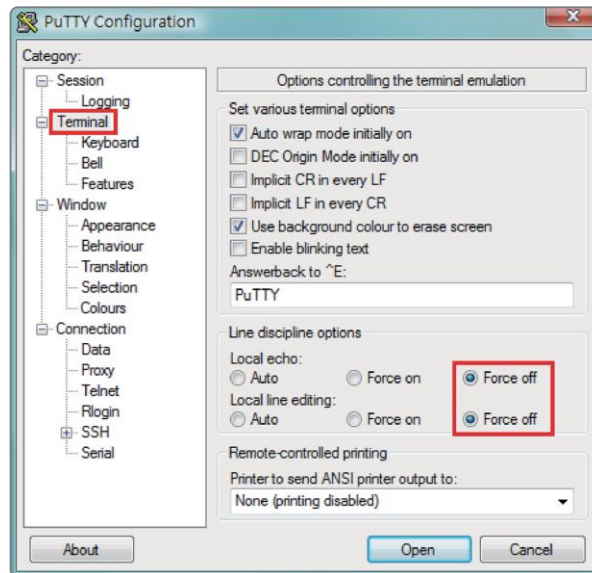 PuTTY Configuration
Category:
Session
Logging
Terminal
Keyboard
Bell
Features
Window
Appearance
Behaviour
Translation
Selection
Colours
Connection
Data
Proxy
Telnet
Rlogin
SSH
Serial
Options controlling the terminal emulation
Set various terminal options
Auto wrap mode initially on
DEC Origin Mode initially on
Implicit CR in every LF
Implicit LF in every CR
Use background colour to erase screen
Enable blinking text
Answerback to ^E:
PuTTY
Line discipline options
Local echo:
Auto Force on Force off
Local line editing:
Auto Force on Force off
Remote-controlled printing
Printer to send ANSI printer output to:
None (printing disabled)
About Open Cancel